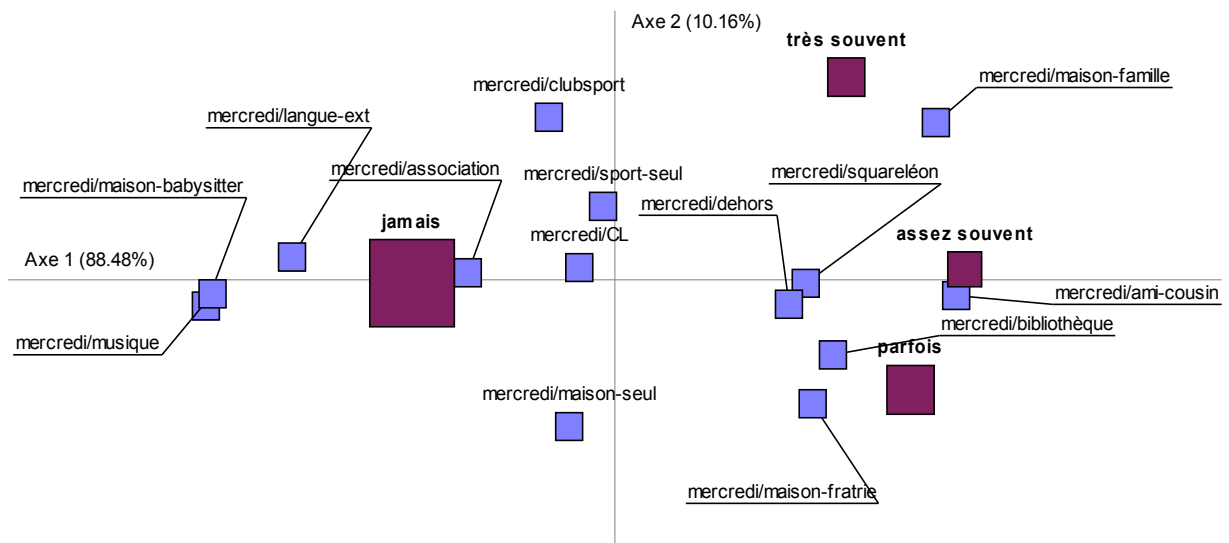 Axe 2 (10.16%)
très souvent
mercredi/maison-famille
mercredi/clubsport
mercredi/langue-ext
mercredi/association
mercredi/sport-seul
mercredi/squareléon
mercredi/maison-babysitter
mercredi/dehors
jamais
mercredi/CL
assez souvent
Axe 1 (88.48%)
mercredi/ami-cousin
mercredi/bibliothèque
mercredi/musique
parfois
mercredi/maison-seul
mercredi/maison-fratrie